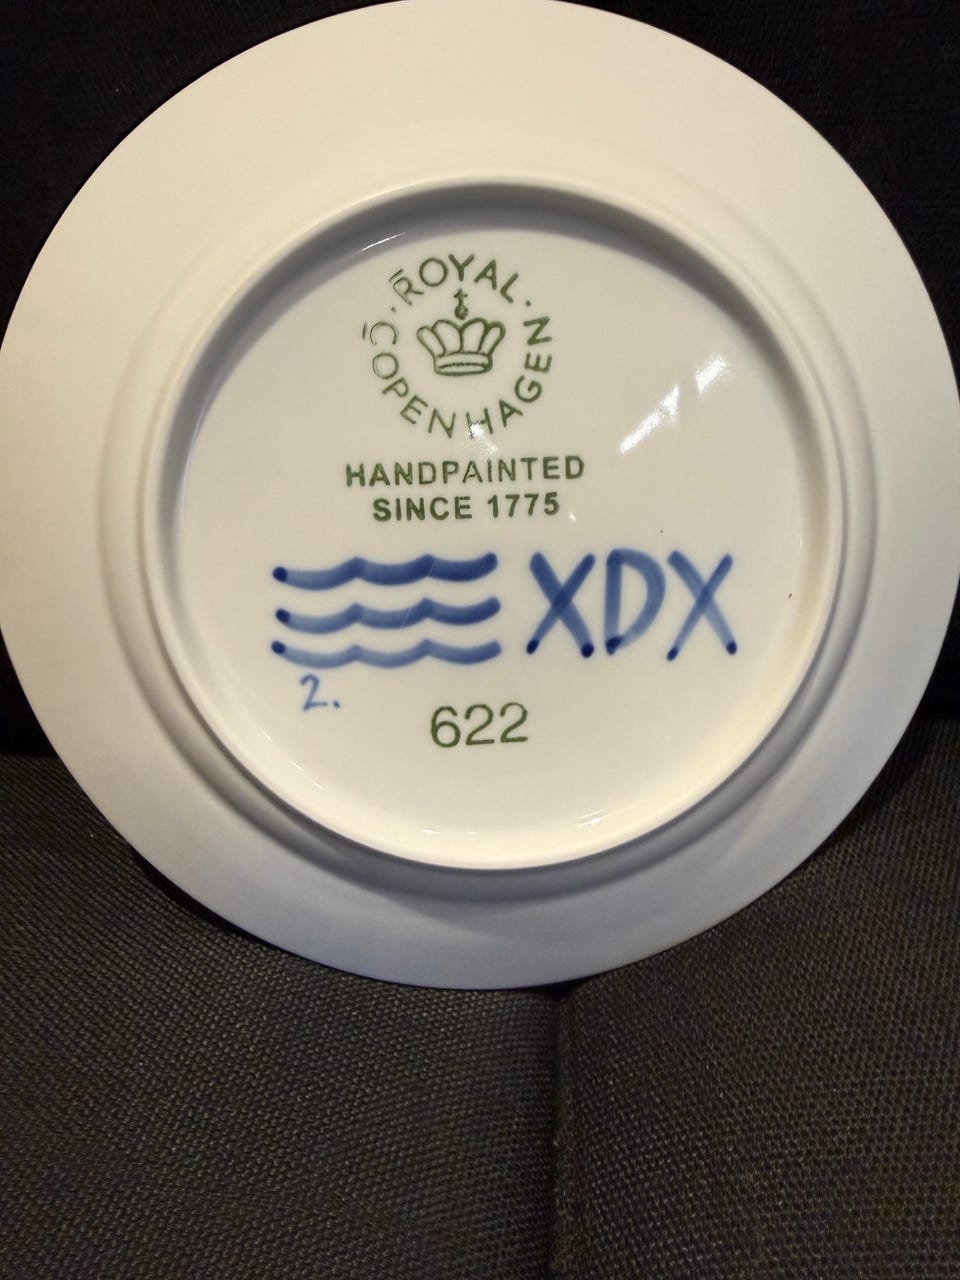 ROYAL
COPENHAGEN
HANDPAINTED
SINCE 1775
XDX
2.
622